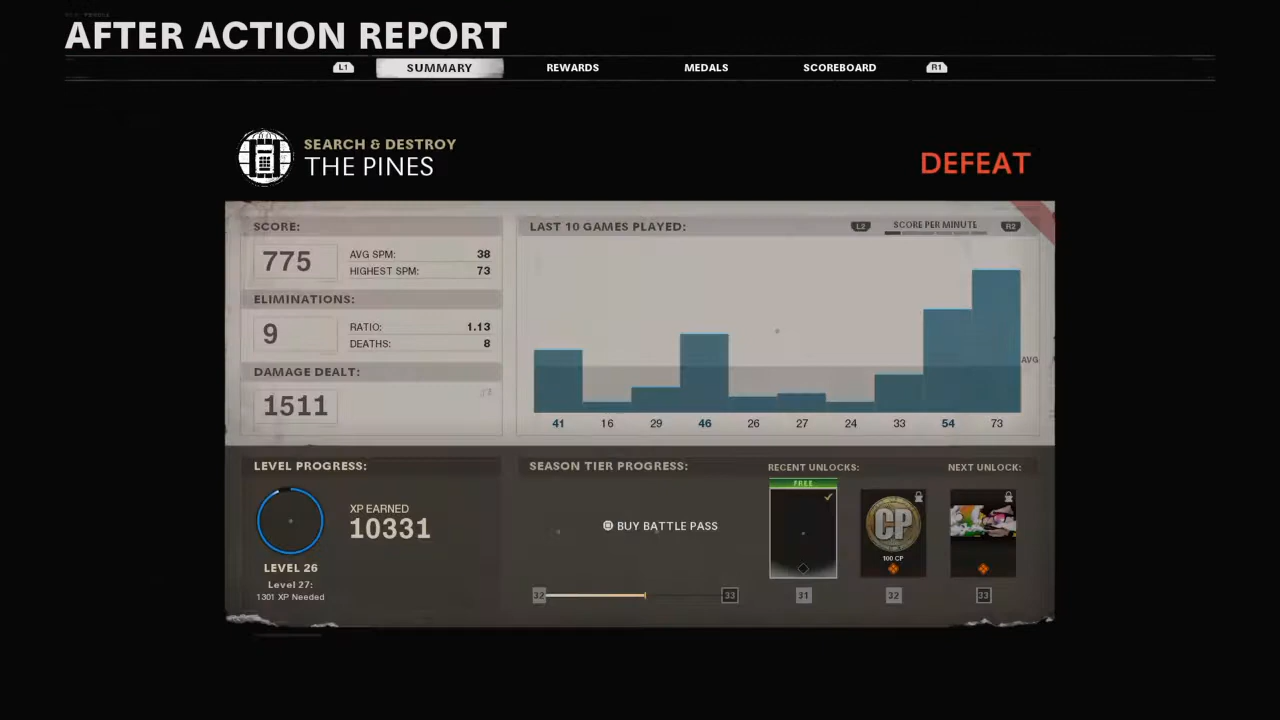 AFTER ACTION REPORT
L1 SUMMARY REWARDS MEDALS SCOREBOARD R1
SEARCH & DESTROY
THE PINES
DEFEAT
SCORE:
775
AVG SPM: 38
HIGHEST SPM: 73
ELIMINATIONS:
9
RATIO: 1.13
DEATHS: 8
DAMAGE DEALT:
1511
LAST 10 GAMES PLAYED:
L2 SCORE PER MINUTE R2
AVG
41 16 29 46 26 27 24 33 54 73
LEVEL PROGRESS:
XP EARNED
10331
LEVEL 26
Level 27:
1301 XP Needed
SEASON TIER PROGRESS:
BUY BATTLE PASS
32 33
RECENT UNLOCKS:
NEXT UNLOCK:
FREE
CP
100 CP
31 32 33